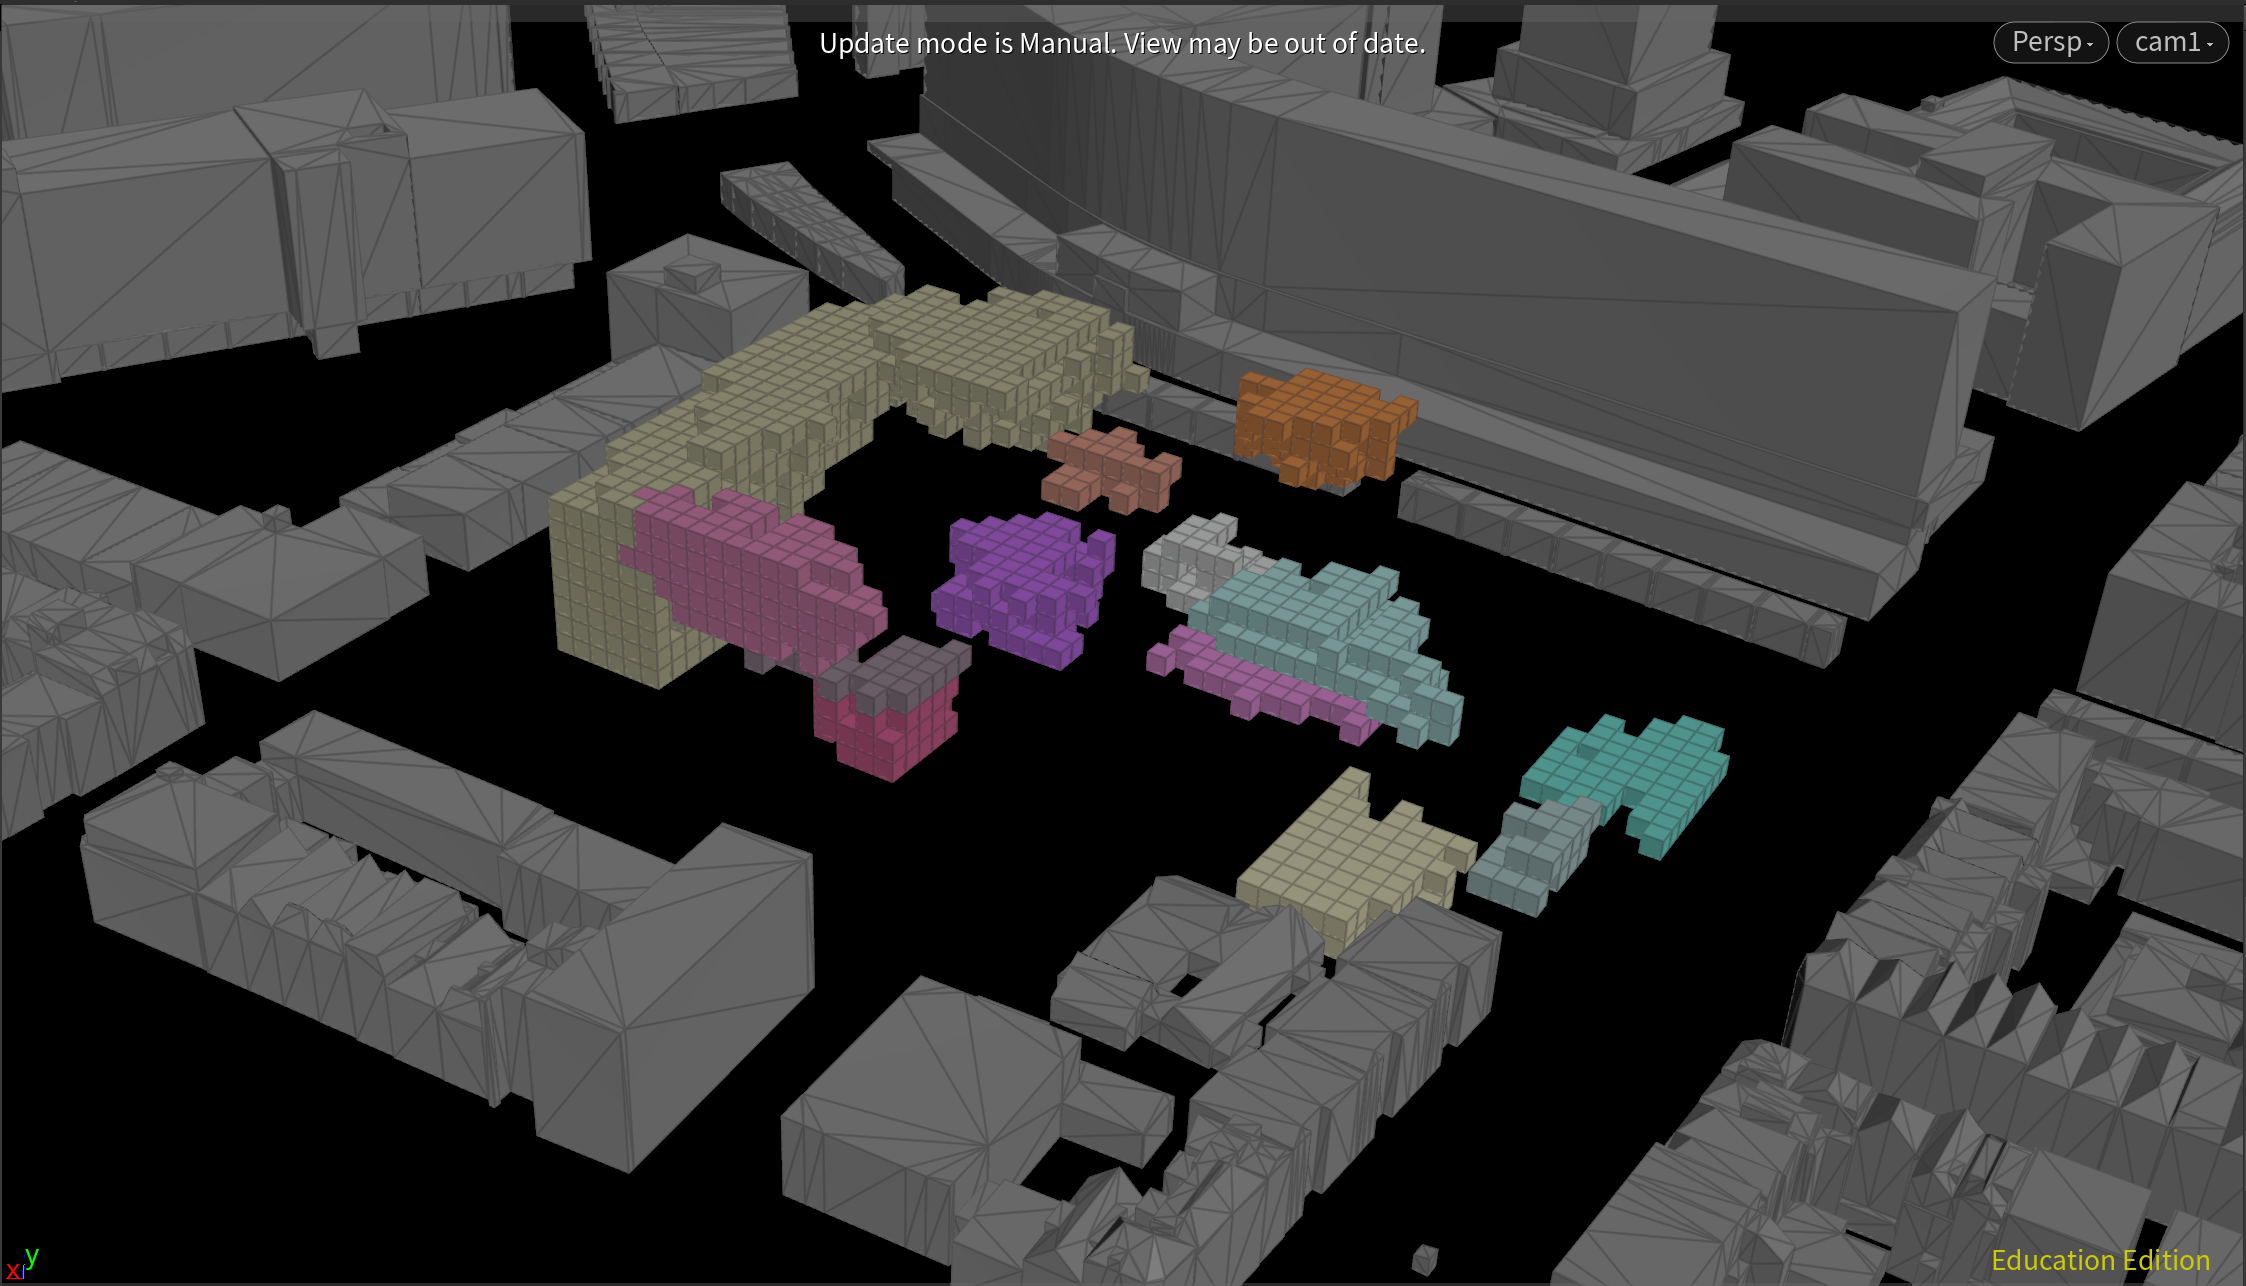 Update mode is Manual. View may be out of date.
Persp
cam1
y
x
Education Edition